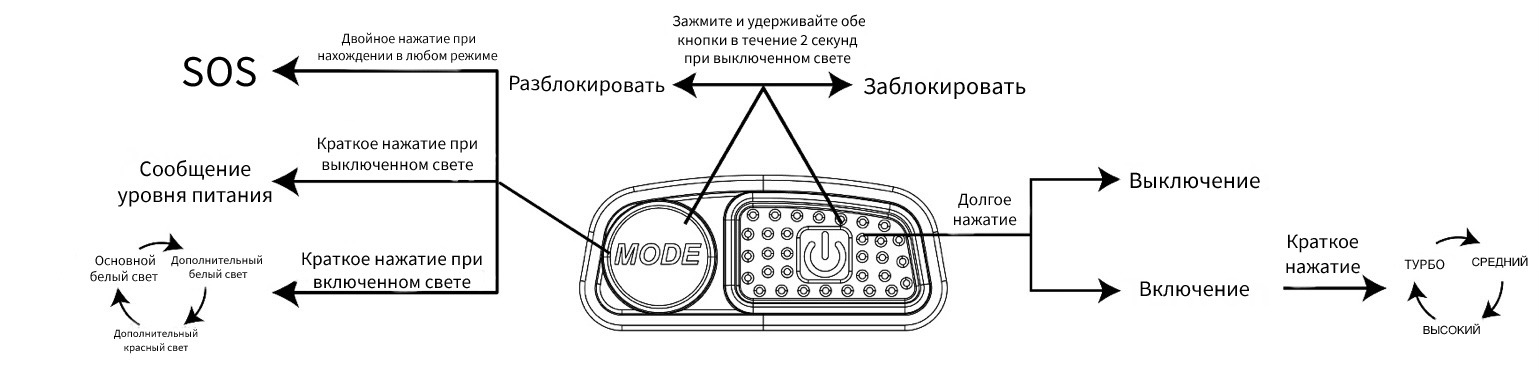 SOS
Двойное нажатие при
нахождении в любом режиме
Сообщение
уровня питания
Краткое нажатие при
выключенном свете
Краткое нажатие при
включенном свете
Основной
белый свет
Дополнительный
белый свет
Дополнительный
красный свет
Зажмите и удерживайте обе
кнопки в течение 2 секунд
при выключенном свете
Разблокировать
Заблокировать
MODE
Долгое
нажатие
Выключение
Включение
Краткое
нажатие
ТУРБО
СРЕДНИЙ
ВЫСОКИЙ